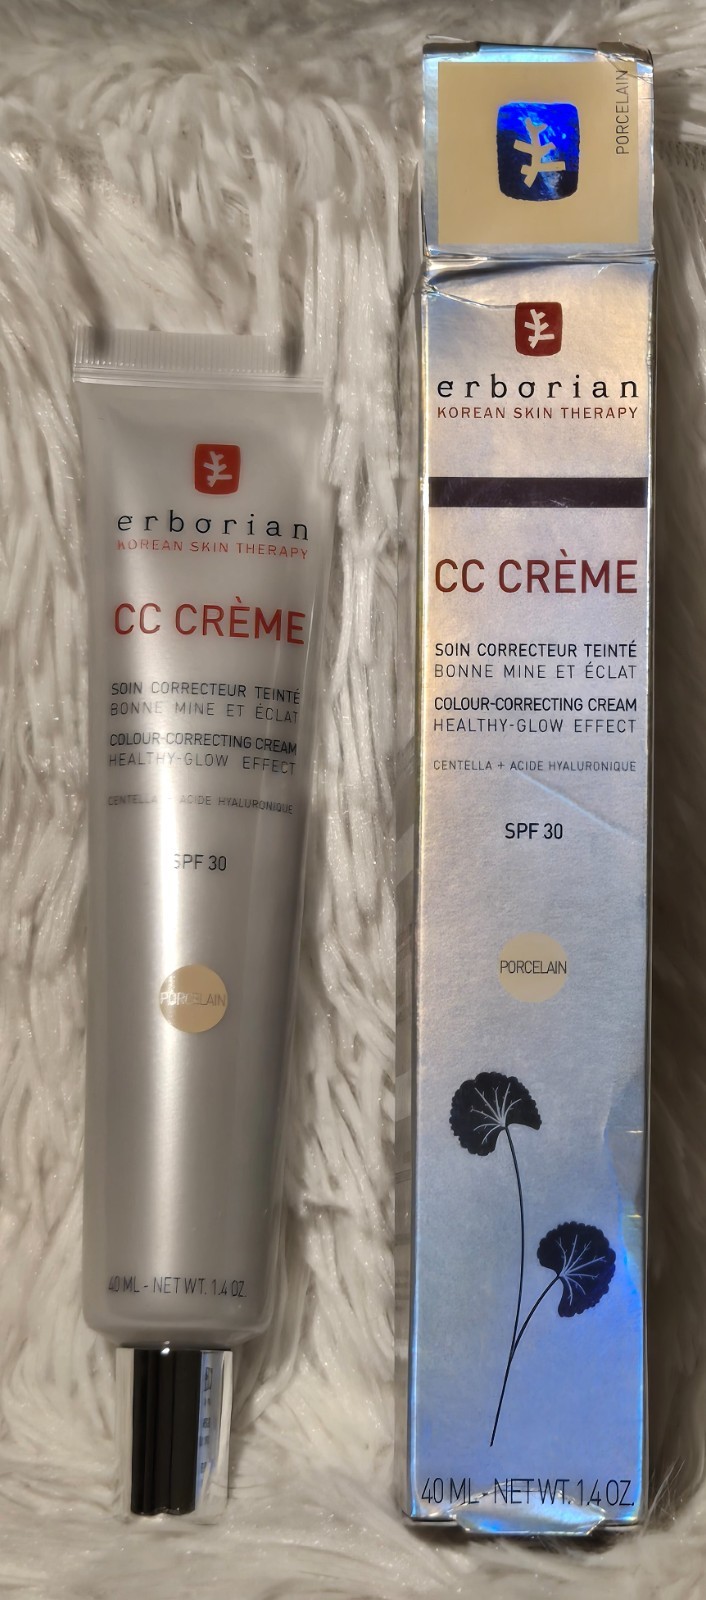 erborian
KOREAN SKIN THERAPY
CC CRÈME
SOIN CORRECTEUR TEINTÉ
BONNE MINE ET ÉCLAT
COLOUR-CORRECTING CREAM
HEALTHY-GLOW EFFECT
CENTELLA + ACIDE HYALURONIQUE
SPF 30
PORCELAIN
40 ML - NET WT. 1.4 OZ.
PORCELAIN
erborian
KOREAN SKIN THERAPY
CC CRÈME
SOIN CORRECTEUR TEINTÉ
BONNE MINE ET ÉCLAT
COLOUR-CORRECTING CREAM
HEALTHY-GLOW EFFECT
CENTELLA + ACIDE HYALURONIQUE
SPF 30
PORCELAIN
40 ML - NET WT. 1.4 OZ.